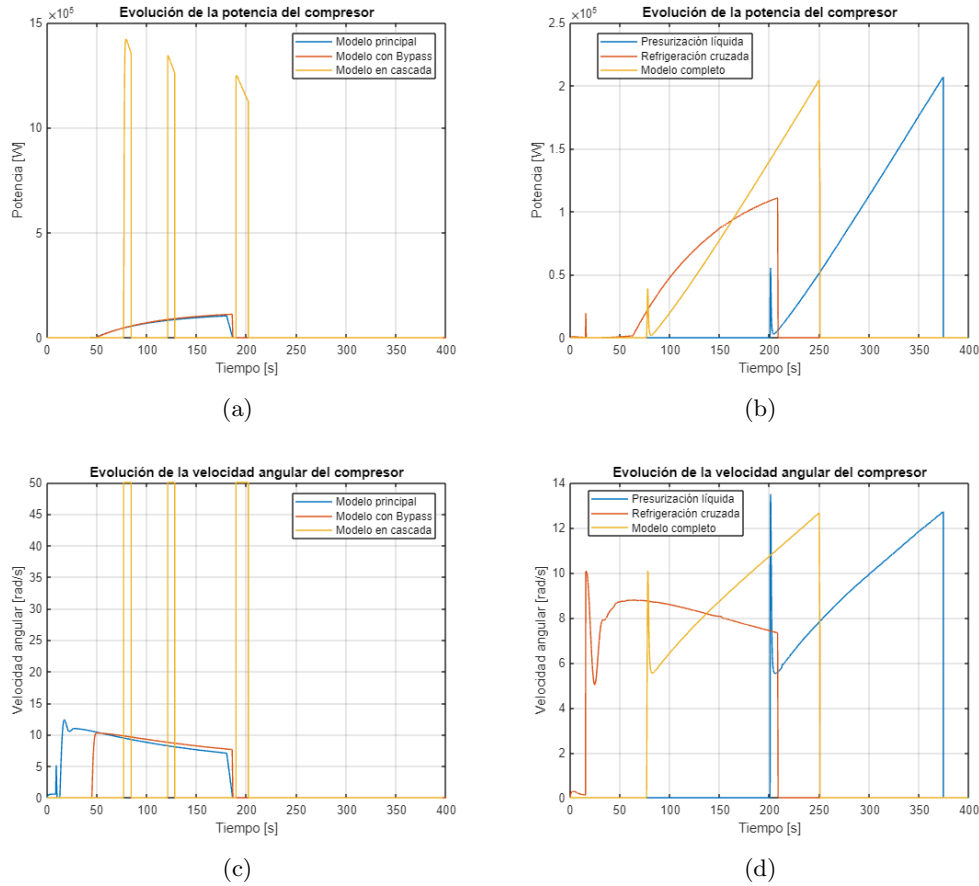 Evolución de la potencia del compresor
×10⁵
15
10
5
0
Potencia [W]
0 50 100 150 200 250 300 350 400
Tiempo [s]
Modelo principal
Modelo con Bypass
Modelo en cascada
(a)
Evolución de la potencia del compresor
×10⁵
2.5
2.0
1.5
1
0.5
0
Potencia [W]
0 50 100 150 200 250 300 350 400
Tiempo [s]
Presurización líquida
Refrigeración cruzada
Modelo completo
(b)
Evolución de la velocidad angular del compresor
50
45
40
35
30
25
20
15
10
5
0
Velocidad angular [rad/s]
0 50 100 150 200 250 300 350 400
Tiempo [s]
Modelo principal
Modelo con Bypass
Modelo en cascada
(c)
Evolución de la velocidad angular del compresor
14
12
10
8
6
4
2
0
Velocidad angular [rad/s]
0 50 100 150 200 250 300 350 400
Tiempo [s]
Presurización líquida
Refrigeración cruzada
Modelo completo
(d)